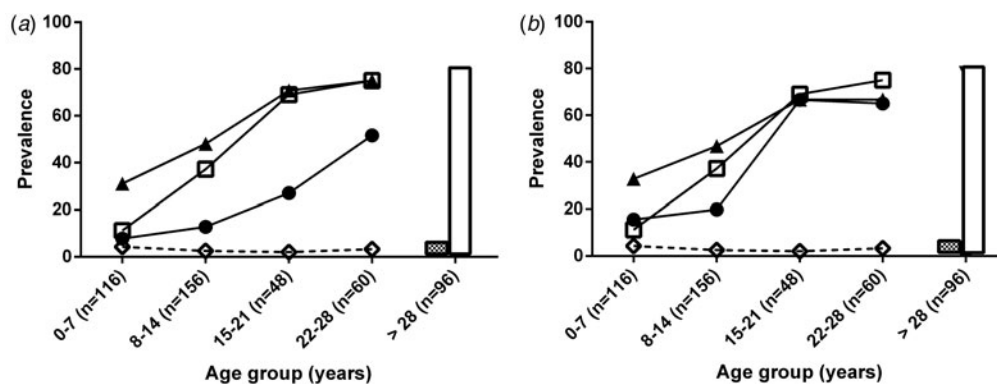 (a)
100
80
60
40
20
0
Prevalence
0-7 (n=116)
8-14 (n=156)
15-21 (n=48)
22-28 (n=60)
> 28 (n=96)
Age group (years)
(b)
100
80
60
40
20
0
Prevalence
0-7 (n=116)
8-14 (n=156)
15-21 (n=48)
22-28 (n=60)
> 28 (n=96)
Age group (years)